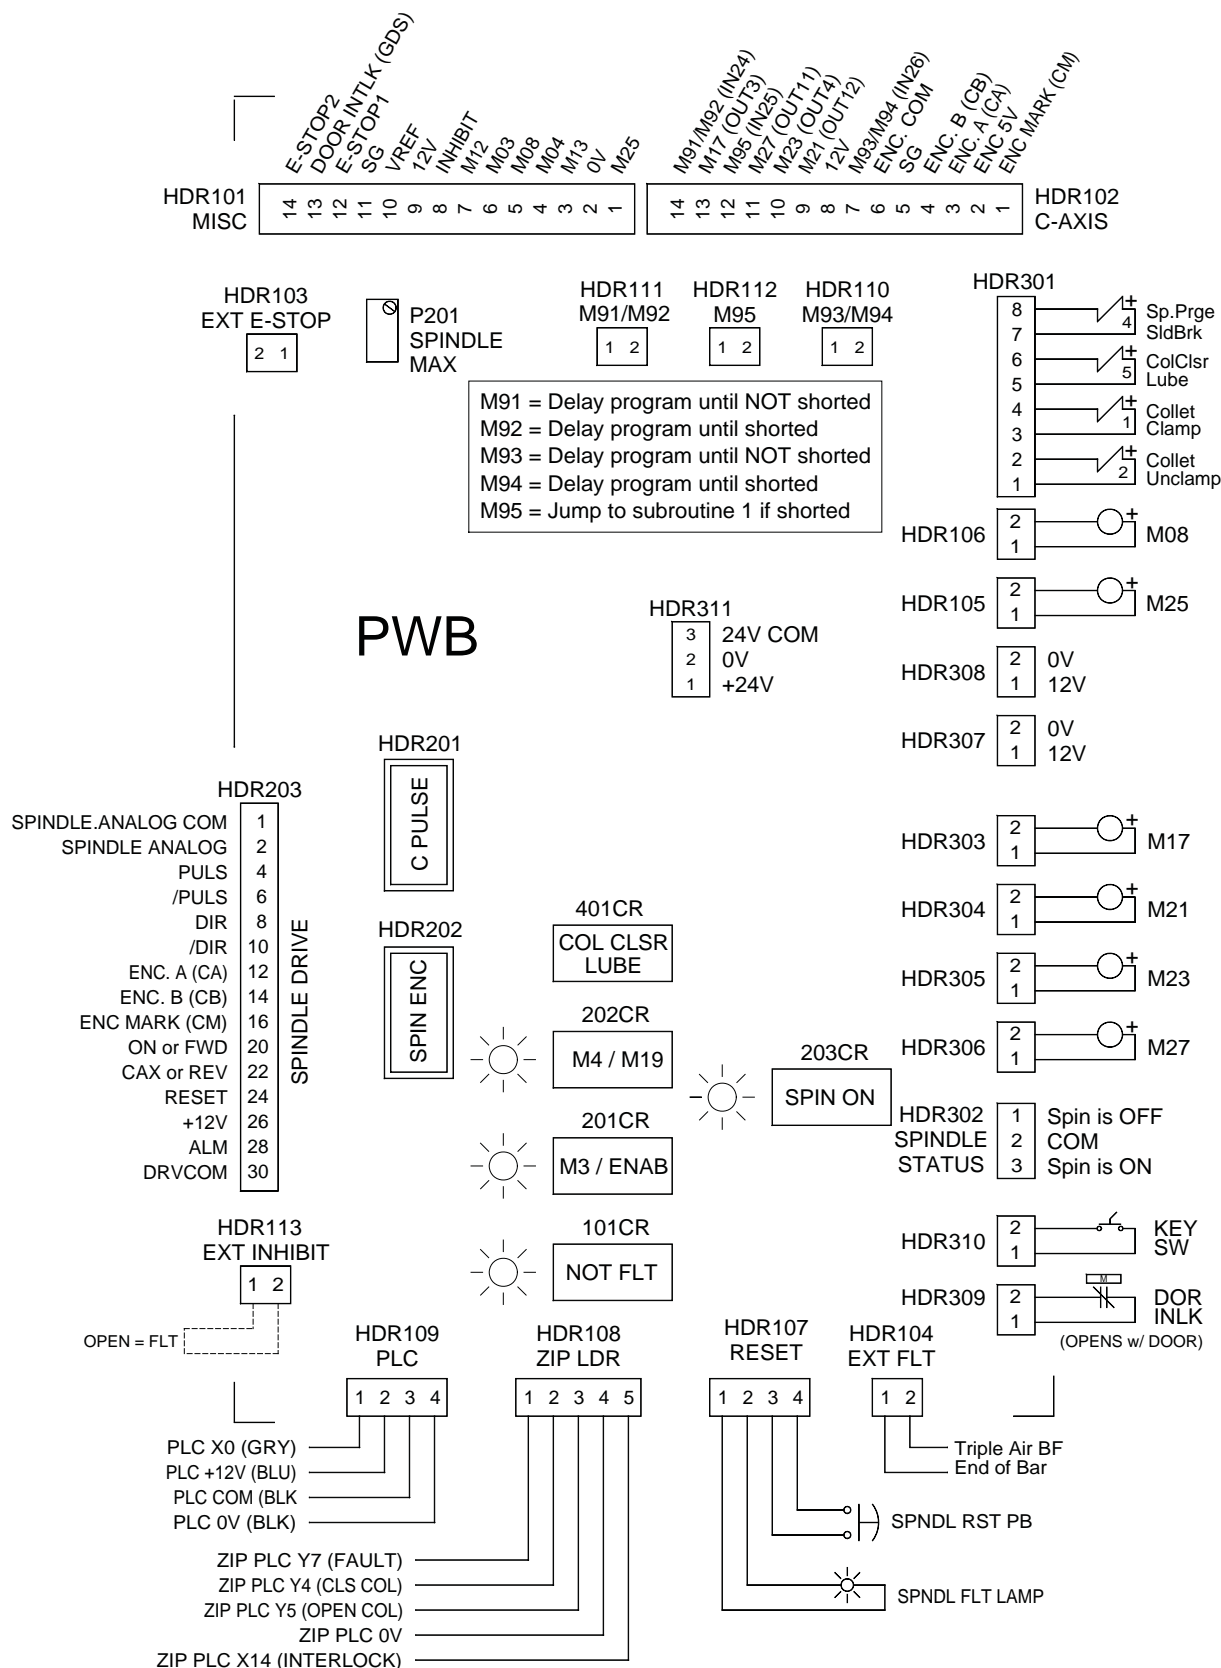 E-STOP2
DOOR INTLK (GDS)
E-STOP1
SG
VREF
12V
INHIBIT
M12
M03
M08
M04
M13
0V
M25
M91/M92 (IN24)
M17 (OUT3)
M95 (IN25)
M27 (OUT11)
M23 (OUT4)
M21 (OUT12)
12V
M93/M94 (IN26)
ENC. COM
SG
ENC. B (CB)
ENC. A (CA)
ENC 5V
ENC MARK (CM)
HDR101
MISC
14 13 12 11 10 9 8 7 6 5 4 3 2 1
14 13 12 11 10 9 8 7 6 5 4 3 2 1
HDR102
C-AXIS
HDR103
EXT E-STOP
2 1
P201
SPINDLE
MAX
HDR111
M91/M92
1 2
HDR112
M95
1 2
HDR110
M93/M94
1 2
HDR301
8
7
6
5
4
3
2
1
+
4
Sp.Prge
SldBrk
+
5
ColClsr
Lube
+
1
Collet
Clamp
+
2
Collet
Unclamp
M91 = Delay program until NOT shorted
M92 = Delay program until shorted
M93 = Delay program until NOT shorted
M94 = Delay program until shorted
M95 = Jump to subroutine 1 if shorted
HDR106
2
1
+
M08
HDR105
2
1
+
M25
PWB
HDR311
3 24V COM
2 0V
1 +24V
HDR308
2 0V
1 12V
HDR307
2 0V
1 12V
HDR201
C PULSE
HDR203
SPINDLE.ANALOG COM 1
SPINDLE ANALOG 2
PULS 4
/PULS 6
DIR 8
/DIR 10
ENC. A (CA) 12
ENC. B (CB) 14
ENC MARK (CM) 16
ON or FWD 20
CAX or REV 22
RESET 24
+12V 26
ALM 28
DRVCOM 30
SPINDLE DRIVE
HDR202
SPIN ENC
401CR
COL CLSR
LUBE
202CR
M4 / M19
203CR
SPIN ON
201CR
M3 / ENAB
101CR
NOT FLT
HDR303
2
1
+
M17
HDR304
2
1
+
M21
HDR305
2
1
+
M23
HDR306
2
1
+
M27
HDR302
SPINDLE
STATUS
1 Spin is OFF
2 COM
3 Spin is ON
HDR310
2
1
KEY
SW
HDR309
2
1
M
DOR
INLK
(OPENS w/ DOOR)
HDR113
EXT INHIBIT
1 2
OPEN = FLT
HDR109
PLC
1 2 3 4
HDR108
ZIP LDR
1 2 3 4 5
HDR107
RESET
1 2 3 4
HDR104
EXT FLT
1 2
PLC X0 (GRY)
PLC +12V (BLU)
PLC COM (BLK
PLC 0V (BLK)
ZIP PLC Y7 (FAULT)
ZIP PLC Y4 (CLS COL)
ZIP PLC Y5 (OPEN COL)
ZIP PLC 0V
ZIP PLC X14 (INTERLOCK)
Triple Air BF
End of Bar
SPNDL RST PB
SPNDL FLT LAMP